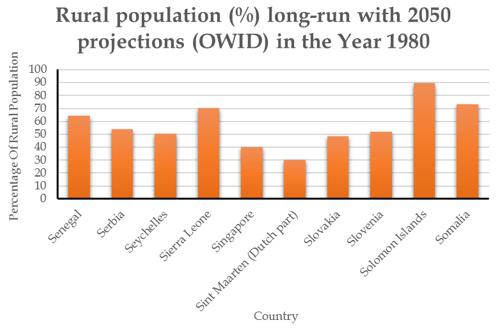 Rural population (%) long-run with 2050
projections (OWID) in the Year 1980
Percentage Of Rural Population
100
90
80
70
60
50
40
30
20
10
0
Senegal
Serbia
Seychelles
Sierra Leone
Singapore
Sint Maarten (Dutch part)
Slovakia
Slovenia
Solomon Islands
Somalia
Country